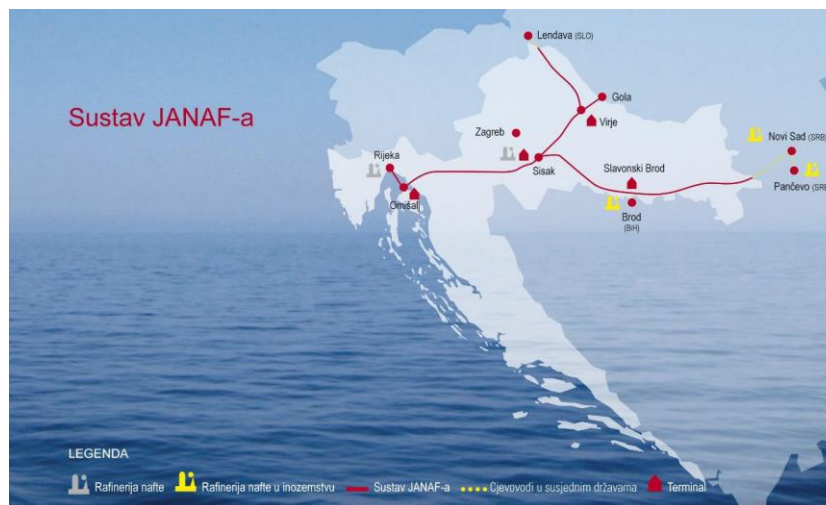 Lendava (SLO)
Sustav JANAF-a
Gola
Virje
Zagreb
Novi Sad (SRB)
Rijeka
Sisak
Slavonski Brod
Pančevo (SRB
Omišalj
Brod
(BiH)
LEGENDA
Rafinerija nafte
Rafinerija nafte u inozemstvu
Sustav JANAF-a
Cjevovodi u susjednim državama
Terminal